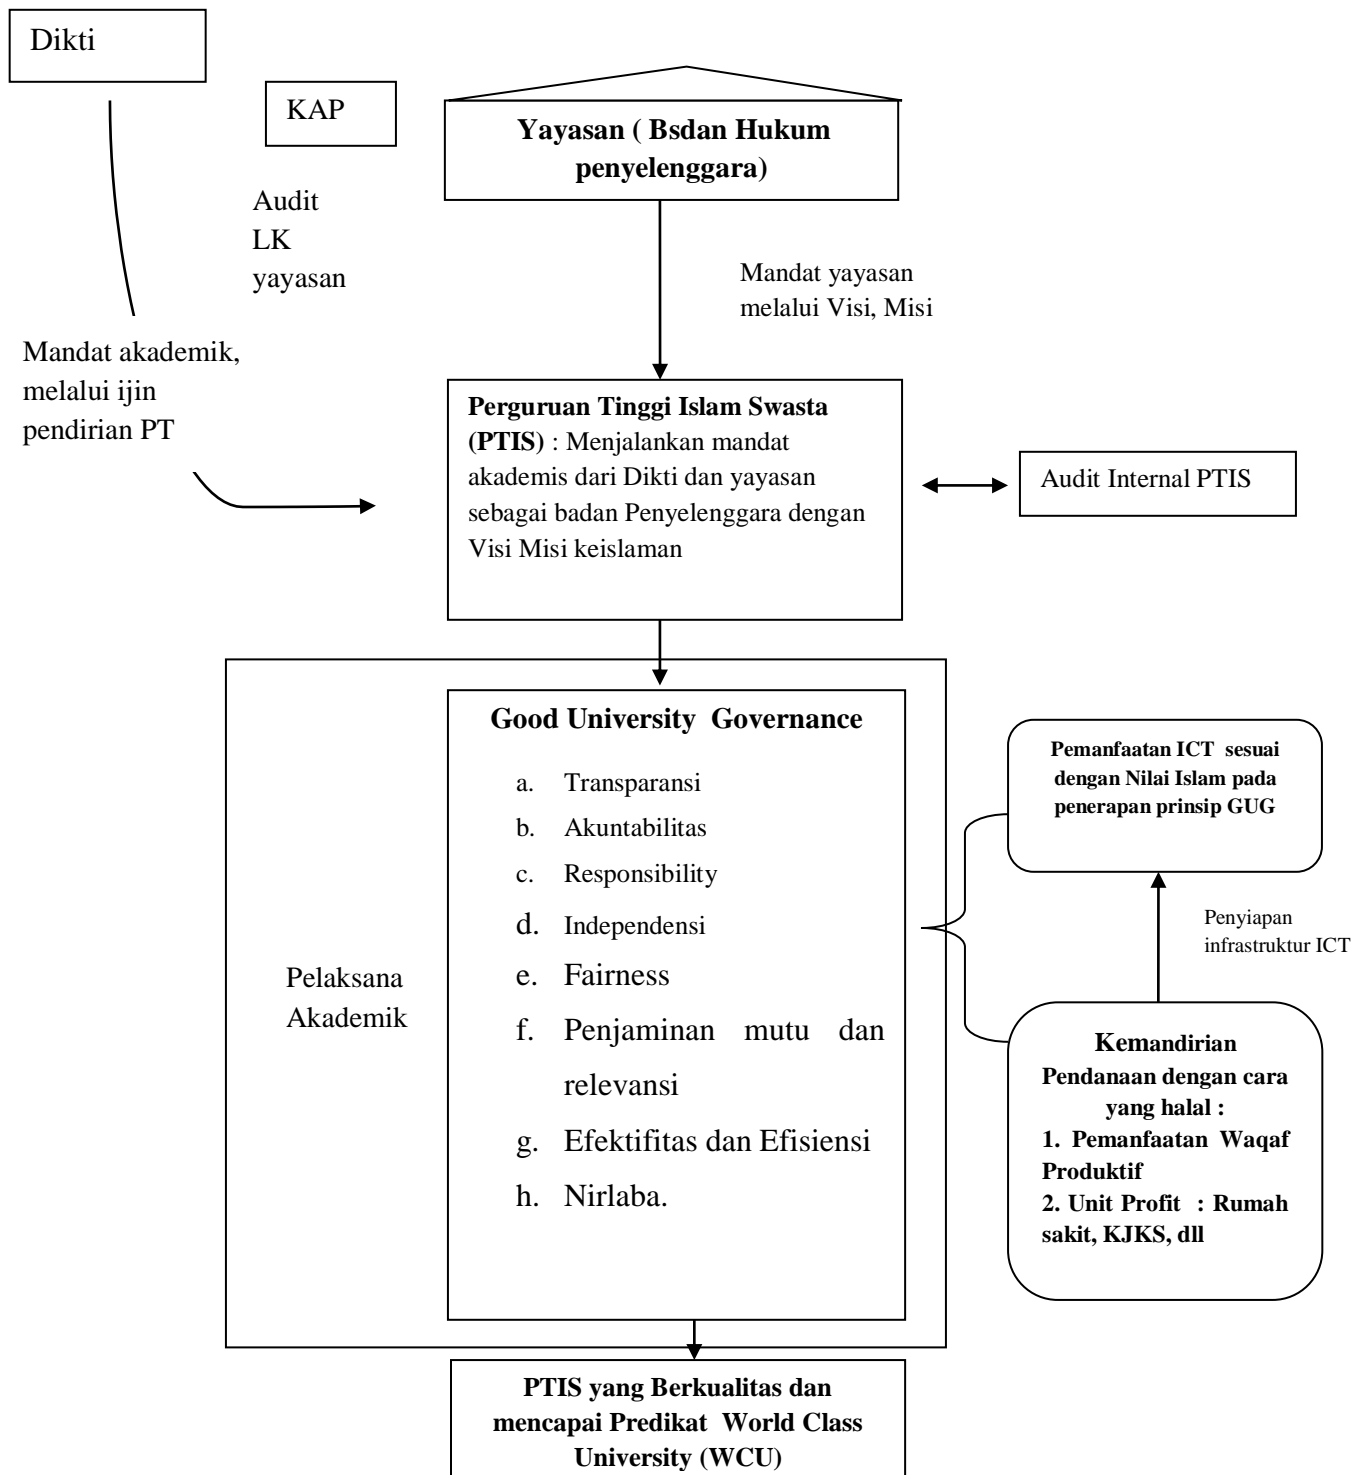 Dikti
KAP
Yayasan ( Bsdan Hukum
penyelenggara)
Audit
LK
yayasan
Mandat yayasan
melalui Visi, Misi
Mandat akademik,
melalui ijin
pendirian PT
Perguruan Tinggi Islam Swasta
(PTIS) : Menjalankan mandat
akademis dari Dikti dan yayasan
sebagai badan Penyelenggara dengan
Visi Misi keislaman
Audit Internal PTIS
Good University Governance
a. Transparansi
b. Akuntabilitas
c. Responsibility
d. Independensi
e. Fairness
f. Penjaminan mutu dan
relevansi
g. Efektifitas dan Efisiensi
h. Nirlaba.
Pelaksana
Akademik
Pemanfaatan ICT sesuai
dengan Nilai Islam pada
penerapan prinsip GUG
Penyiapan
infrastruktur ICT
Kemandirian
Pendanaan dengan cara
yang halal :
1. Pemanfaatan Waqaf
Produktif
2. Unit Profit : Rumah
sakit, KJKS, dll
PTIS yang Berkualitas dan
mencapai Predikat World Class
University (WCU)